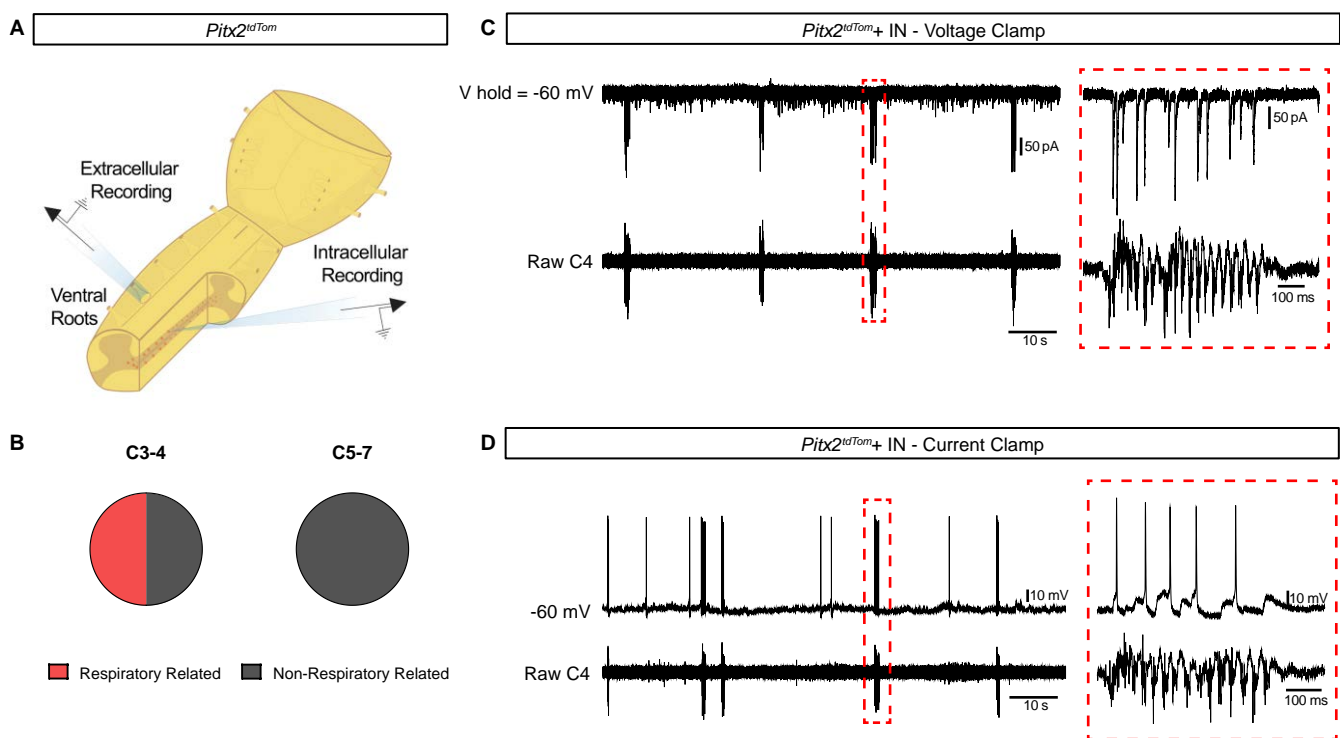 A
Pitx2tdTom
Extracellular
Recording
Intracellular
Recording
Ventral
Roots
B
C3-4
C5-7
Respiratory Related
Non-Respiratory Related
C
Pitx2tdTom+ IN - Voltage Clamp
V hold = -60 mV
50 pA
50 pA
Raw C4
10 s
100 ms
D
Pitx2tdTom+ IN - Current Clamp
-60 mV
10 mV
10 mV
Raw C4
10 s
100 ms